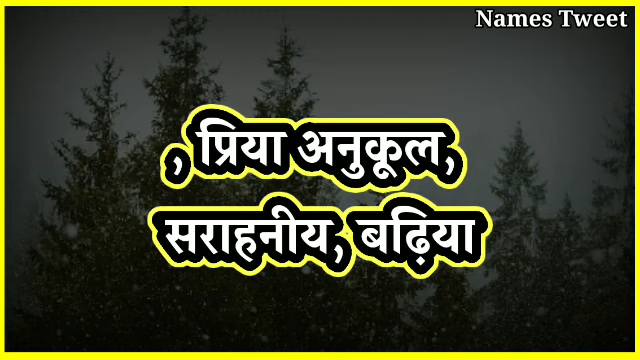 Names Tweet
, प्रिया अनुकूल,
सराहनीय, बढ़िया